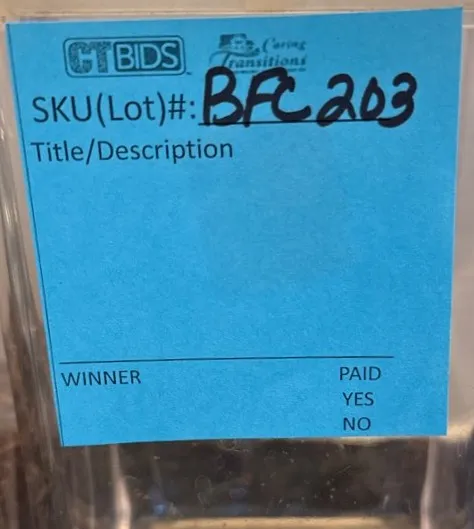 CTBIDS Caring Transitions
SKU(Lot)#: BFC203
Title/Description
WINNER PAID
YES
NO